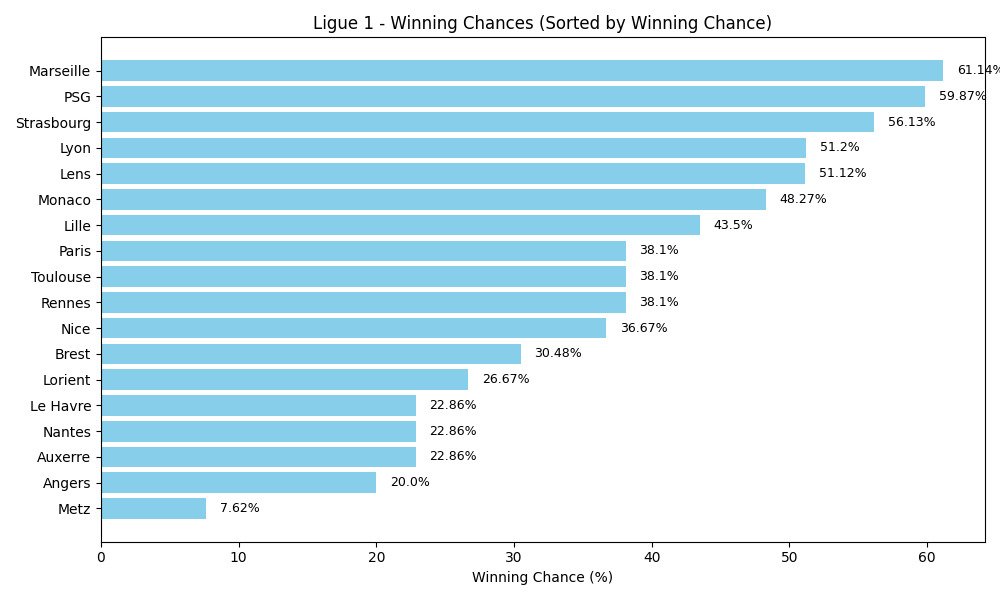 Ligue 1 - Winning Chances (Sorted by Winning Chance)
Marseille 61.14%
PSG 59.87%
Strasbourg 56.13%
Lyon 51.2%
Lens 51.12%
Monaco 48.27%
Lille 43.5%
Paris 38.1%
Toulouse 38.1%
Rennes 38.1%
Nice 36.67%
Brest 30.48%
Lorient 26.67%
Le Havre 22.86%
Nantes 22.86%
Auxerre 22.86%
Angers 20.0%
Metz 7.62%
0 10 20 30 40 50 60
Winning Chance (%)